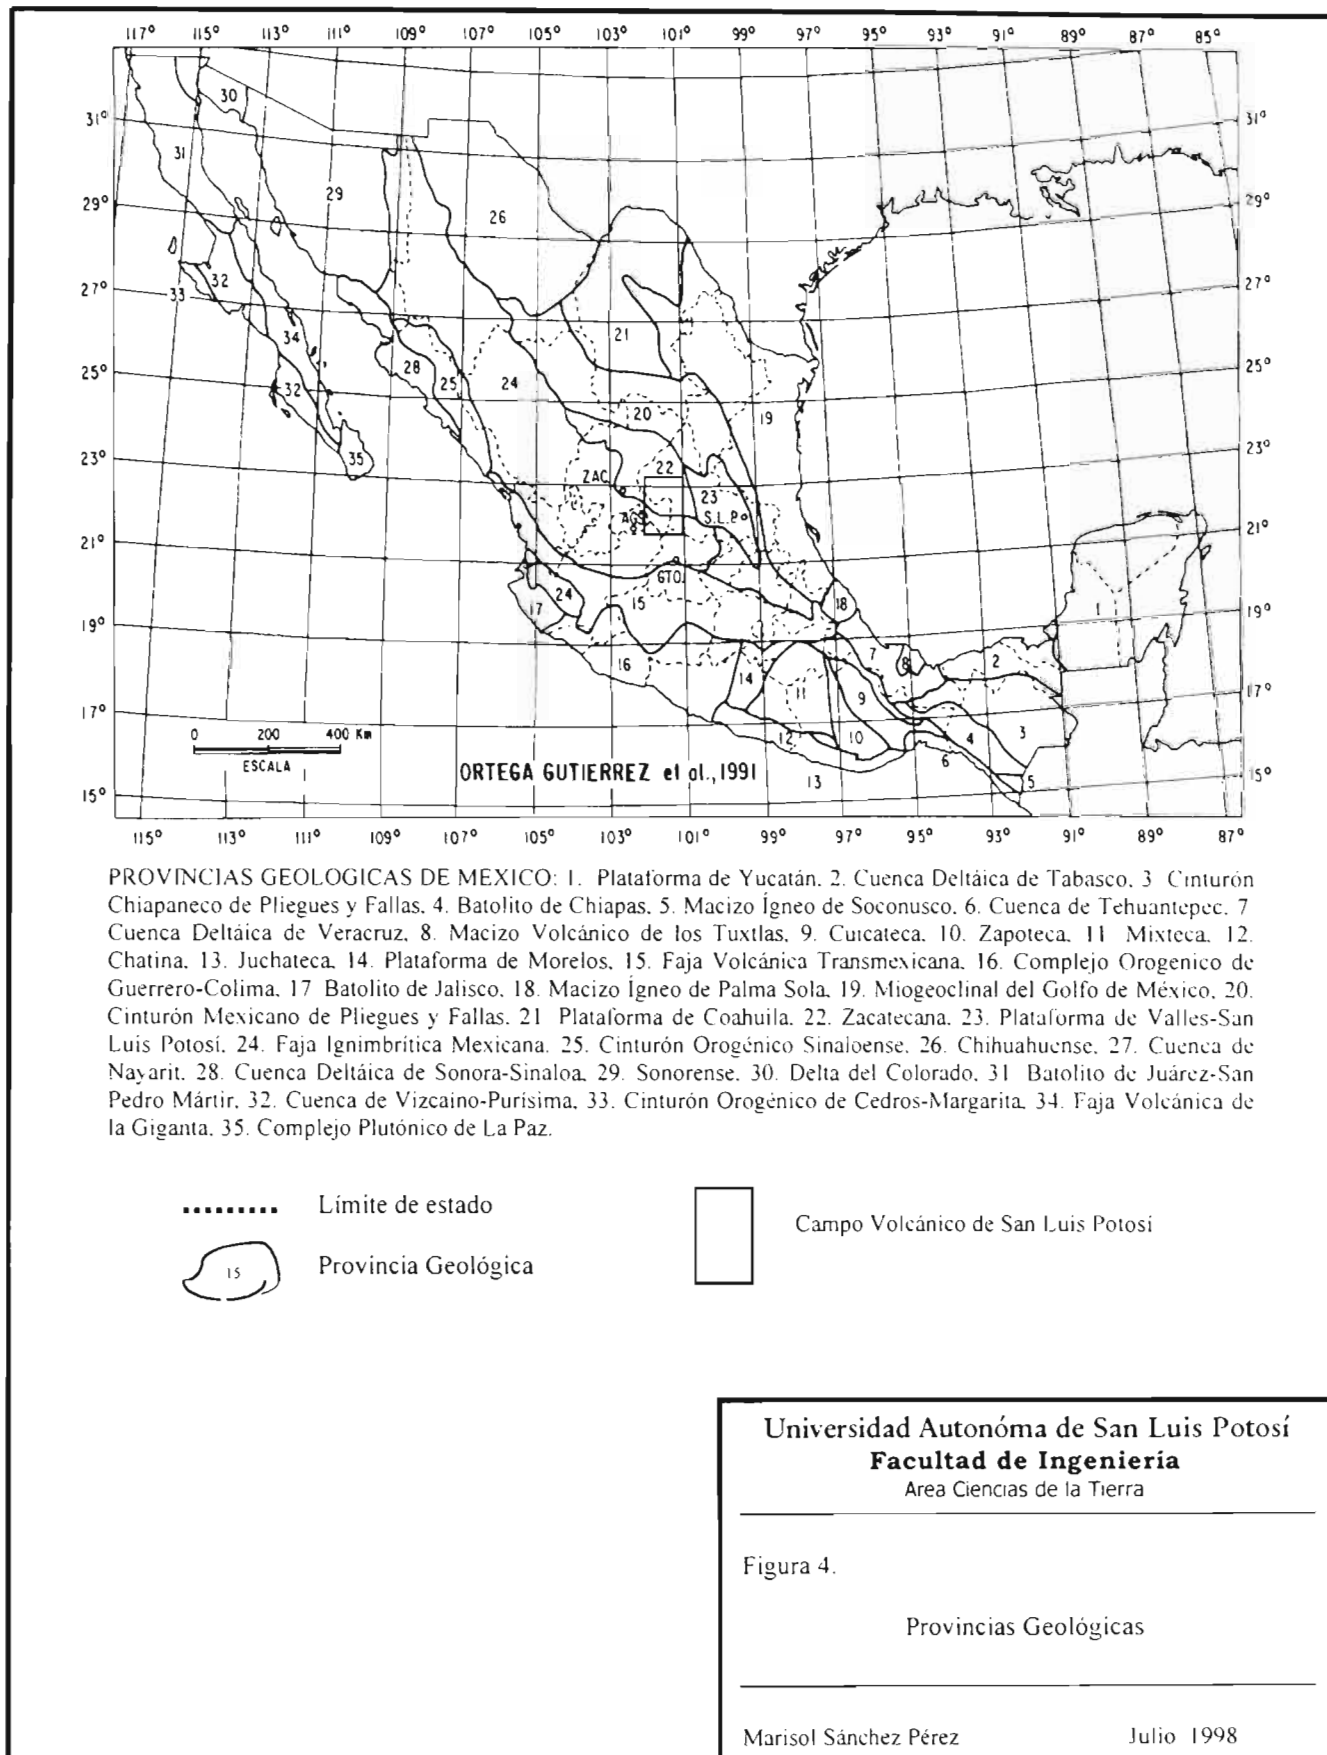 117° 115° 113° 111° 109° 107° 105° 103° 101° 99° 97° 95° 93° 91° 89° 87° 85°
30
31° 31°
31
29 26
29° 29°
32
27° 33 27°
34 21
28
25° 25 24 25°
32 20 19
23° 35 ZAC. 22 23°
23
AGS. S.L.P.
21° 21°
GTO.
24 15 18 1
17
19° 19°
16 7 8 2
14 11 9
17° 17°
12 10 4 3
0 200 400 Km 6
ESCALA ORTEGA GUTIERREZ et al.,1991 13 5
15° 15°
115° 113° 111° 109° 107° 105° 103° 101° 99° 97° 95° 93° 91° 89° 87°
PROVINCIAS GEOLOGICAS DE MEXICO: 1. Plataforma de Yucatán. 2. Cuenca Deltáica de Tabasco. 3 Cinturón
Chiapaneco de Pliegues y Fallas. 4. Batolito de Chiapas. 5. Macizo Ígneo de Soconusco. 6. Cuenca de Tehuantepec. 7
Cuenca Deltáica de Veracruz. 8. Macizo Volcánico de los Tuxtlas. 9. Cuicateca. 10. Zapoteca. 11 Mixteca. 12.
Chatina. 13. Juchateca. 14. Plataforma de Morelos. 15. Faja Volcánica Transmexicana. 16. Complejo Orogenico de
Guerrero-Colima. 17 Batolito de Jalisco. 18. Macizo Ígneo de Palma Sola. 19. Miogeoclinal del Golfo de México. 20.
Cinturón Mexicano de Pliegues y Fallas. 21 Plataforma de Coahuila. 22. Zacatecana. 23. Plataforma de Valles-San
Luis Potosí. 24. Faja Ignimbrítica Mexicana. 25. Cinturón Orogénico Sinaloense. 26. Chihuahuense. 27. Cuenca de
Nayarit. 28. Cuenca Deltáica de Sonora-Sinaloa. 29. Sonorense. 30. Delta del Colorado. 31 Batolito de Juárez-San
Pedro Mártir. 32. Cuenca de Vizcaino-Purísima. 33. Cinturón Orogénico de Cedros-Margarita. 34. Faja Volcánica de
la Giganta. 35. Complejo Plutónico de La Paz.
Límite de estado
Campo Volcánico de San Luis Potosí
15 Provincia Geológica
Universidad Autonóma de San Luis Potosí
Facultad de Ingeniería
Area Ciencias de la Tierra
Figura 4.
Provincias Geológicas
Marisol Sánchez Pérez Julio 1998